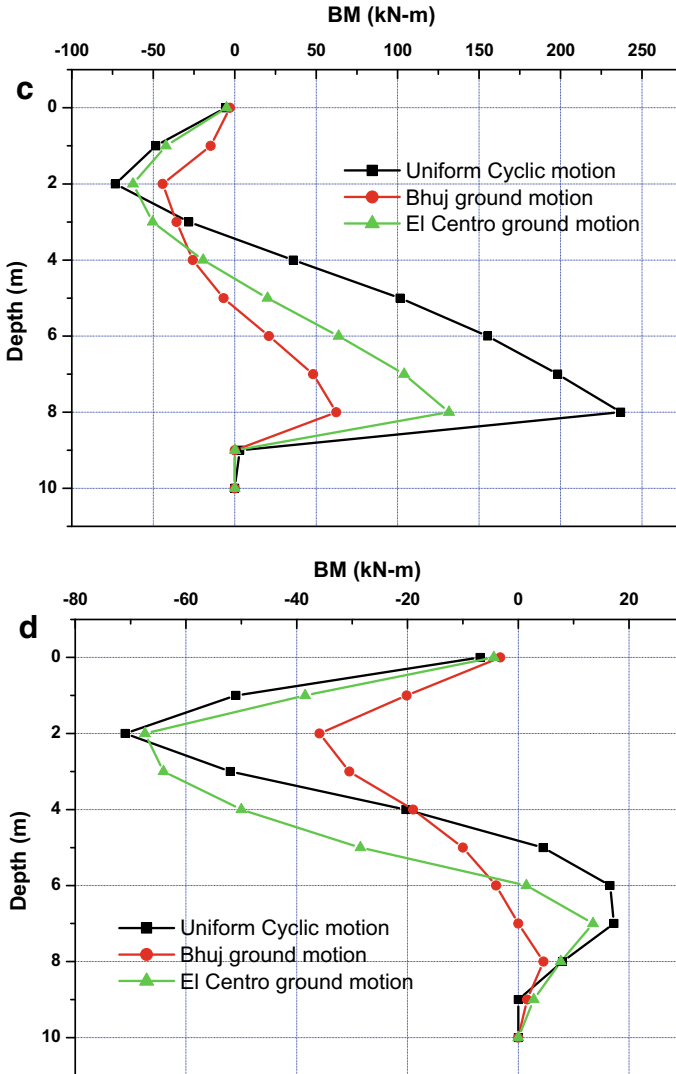 BM (kN-m)
-100 -50 0 50 100 150 200 250
c
0
Uniform Cyclic motion
2
Bhuj ground motion
El Centro ground motion
4
Depth (m)
6
8
10
BM (kN-m)
-80 -60 -40 -20 0 20
d
0
2
4
Depth (m)
6
Uniform Cyclic motion
Bhuj ground motion
8
El Centro ground motion
10